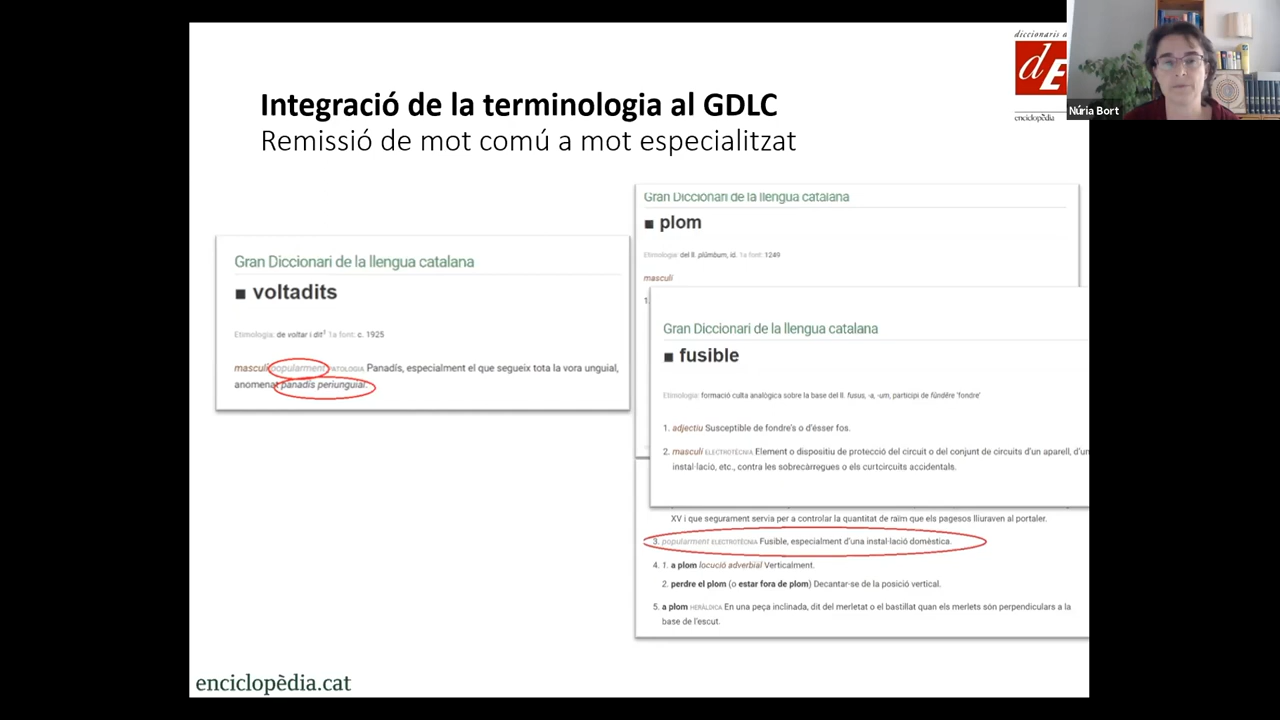 Integració de la terminologia al GDLC
Remissió de mot comú a mot especialitzat
diccionaris
dE
enciclopèdia
Núria Bort
Gran Diccionari de la llengua catalana
■ voltadits
Etimologia: de voltar i dit¹ 1a font: c. 1925
masculí popularment PATOLOGIA Panadís, especialment el que segueix tota la vora unguial,
anomenat panadís periunguial.
Gran Diccionari de la llengua catalana
■ plom
Etimologia: del ll. plŭmbum, id. 1a font: 1249
masculí
1.
Gran Diccionari de la llengua catalana
■ fusible
Etimologia: formació culta analògica sobre la base del ll. fusus, -a, -um, participi de fŭndĕre 'fondre'
1. adjectiu Susceptible de fondre's o d'ésser fos.
2. masculí ELECTROTÈCNIA Element o dispositiu de protecció del circuit o del conjunt de circuits d'un aparell, d'un
instal·lació, etc., contra les sobrecàrregues o els curtcircuits accidentals.
XV i que segurament servia per a controlar la quantitat de raïm que els pagesos lliuraven al portaler.
3. popularment ELECTROTÈCNIA Fusible, especialment d'una instal·lació domèstica.
4. 1. a plom locució adverbial Verticalment.
2. perdre el plom (o estar fora de plom) Decantar-se de la posició vertical.
5. a plom HERÀLDICA En una peça inclinada, dit del merletat o el bastillat quan els merlets són perpendiculars a la
base de l'escut.
enciclopèdia.cat